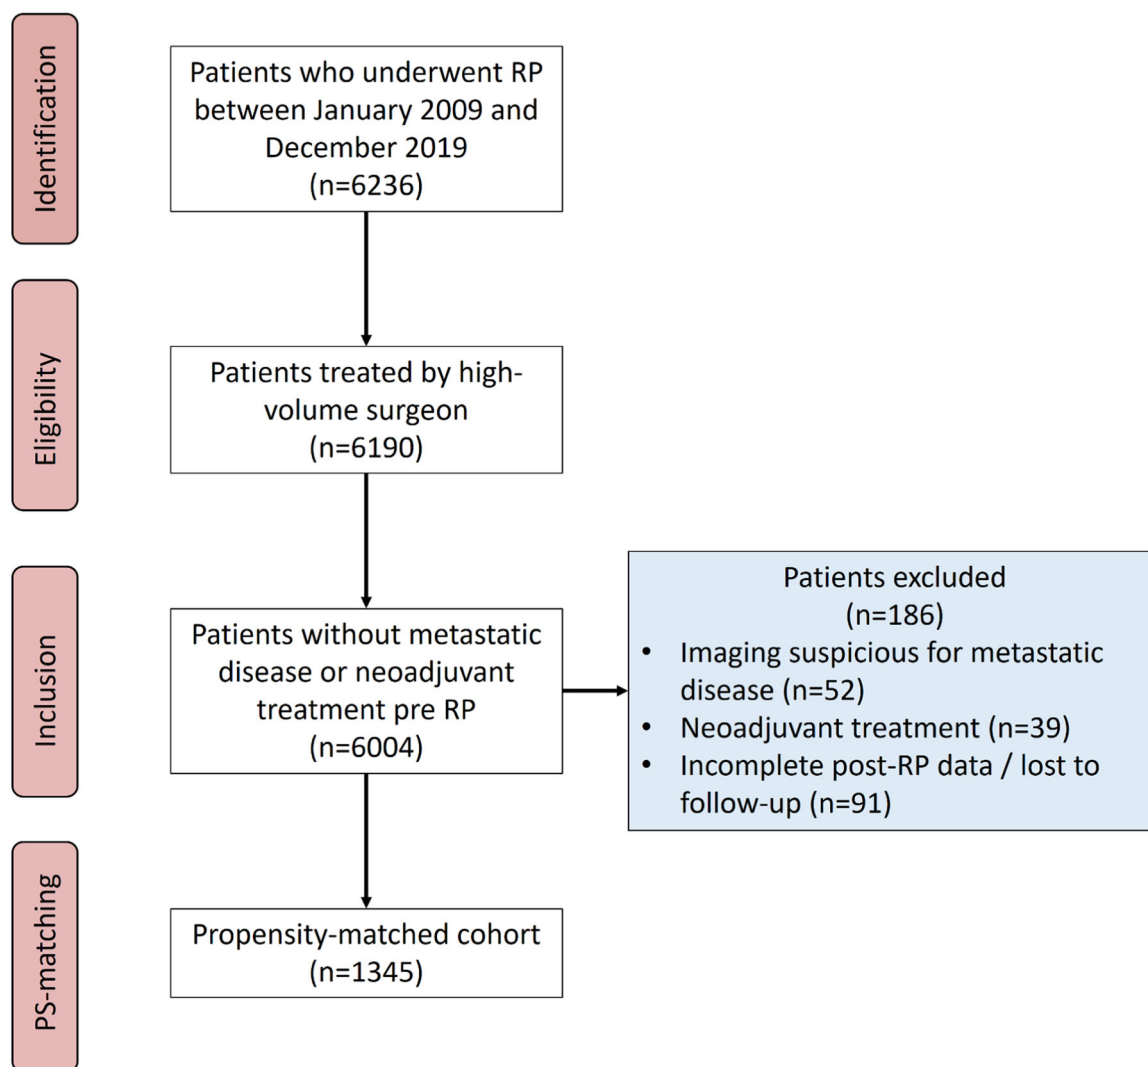 Identification
Patients who underwent RP
between January 2009 and
December 2019
(n=6236)
Eligibility
Patients treated by high-
volume surgeon
(n=6190)
Inclusion
Patients without metastatic
disease or neoadjuvant
treatment pre RP
(n=6004)
Patients excluded
(n=186)
• Imaging suspicious for metastatic
disease (n=52)
• Neoadjuvant treatment (n=39)
• Incomplete post-RP data / lost to
follow-up (n=91)
PS-matching
Propensity-matched cohort
(n=1345)